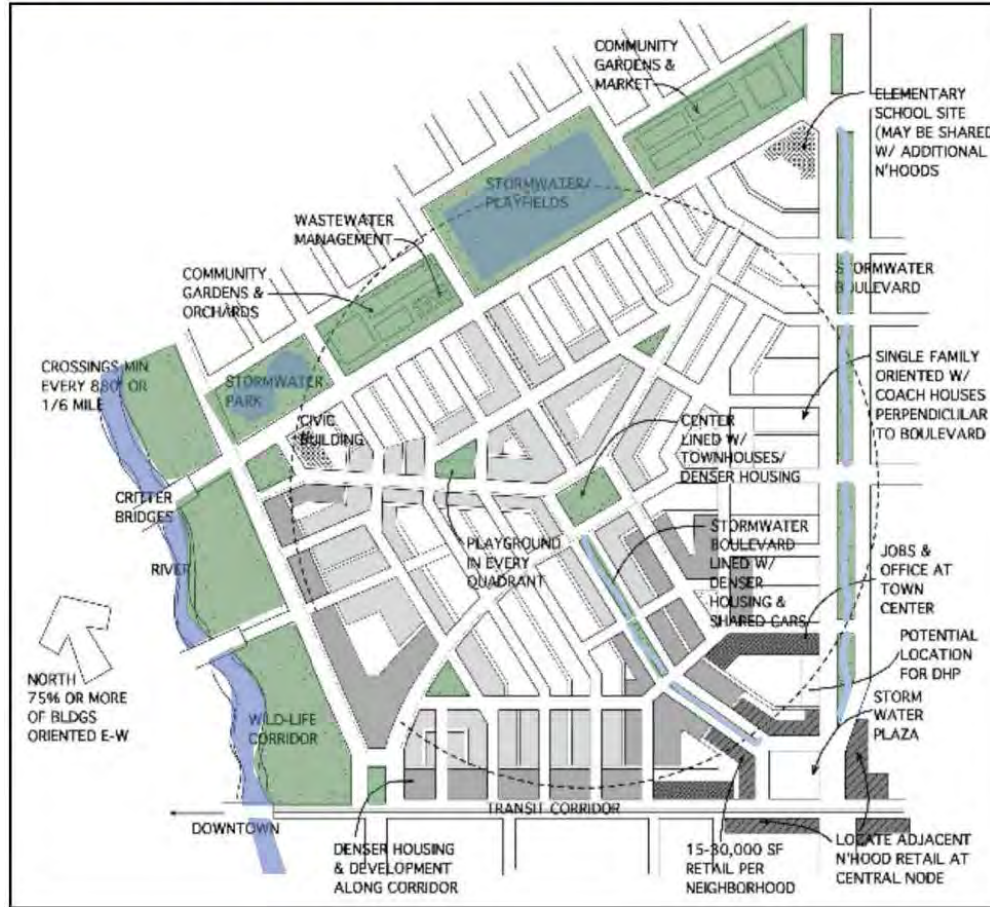 COMMUNITY
GARDENS &
MARKET
ELEMENTARY
SCHOOL SITE
(MAY BE SHARED
W/ ADDITIONAL
N'HOODS
STORMWATER/
PLAYFIELDS
WASTEWATER
MANAGEMENT
COMMUNITY
GARDENS &
ORCHARDS
STORMWATER
BOULEVARD
CROSSINGS MIN
EVERY 880' OR
1/6 MILE
STORMWATER
PARK
CIVIC
BUILDING
SINGLE FAMILY
ORIENTED W/
COACH HOUSES
PERPENDICULAR
TO BOULEVARD
CENTER
LINED W/
TOWNHOUSES/
DENSER HOUSING
CRITTER
BRIDGES
PLAYGROUND
IN EVERY
QUADRANT
STORMWATER
BOULEVARD
LINED W/
DENSER
HOUSING &
SHARED CARS
RIVER
JOBS &
OFFICE AT
TOWN
CENTER
POTENTIAL
LOCATION
FOR DHP
NORTH
75% OR MORE
OF BLDGS
ORIENTED E-W
STORM
WATER
PLAZA
WILD-LIFE
CORRIDOR
TRANSIT CORRIDOR
DOWNTOWN
DENSER HOUSING
& DEVELOPMENT
ALONG CORRIDOR
15-30,000 SF
RETAIL PER
NEIGHBORHOOD
LOCATE ADJACENT
N'HOOD RETAIL AT
CENTRAL NODE